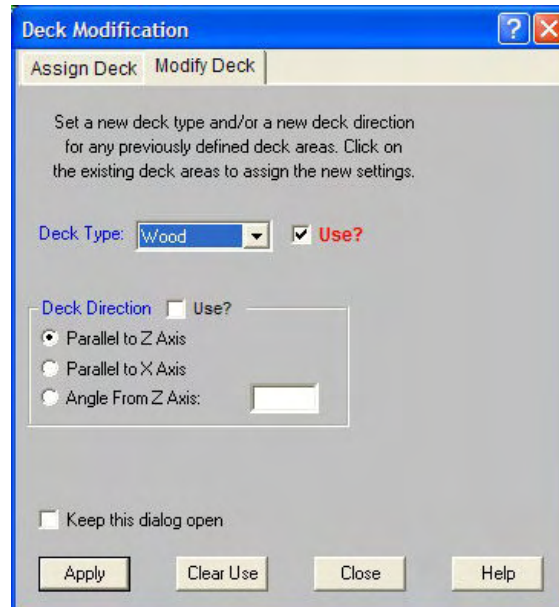 Deck Modification
Assign Deck Modify Deck
Set a new deck type and/or a new deck direction
for any previously defined deck areas. Click on
the existing deck areas to assign the new settings.
Deck Type: Wood Use?
Deck Direction Use?
Parallel to Z Axis
Parallel to X Axis
Angle From Z Axis:
Keep this dialog open
Apply Clear Use Close Help